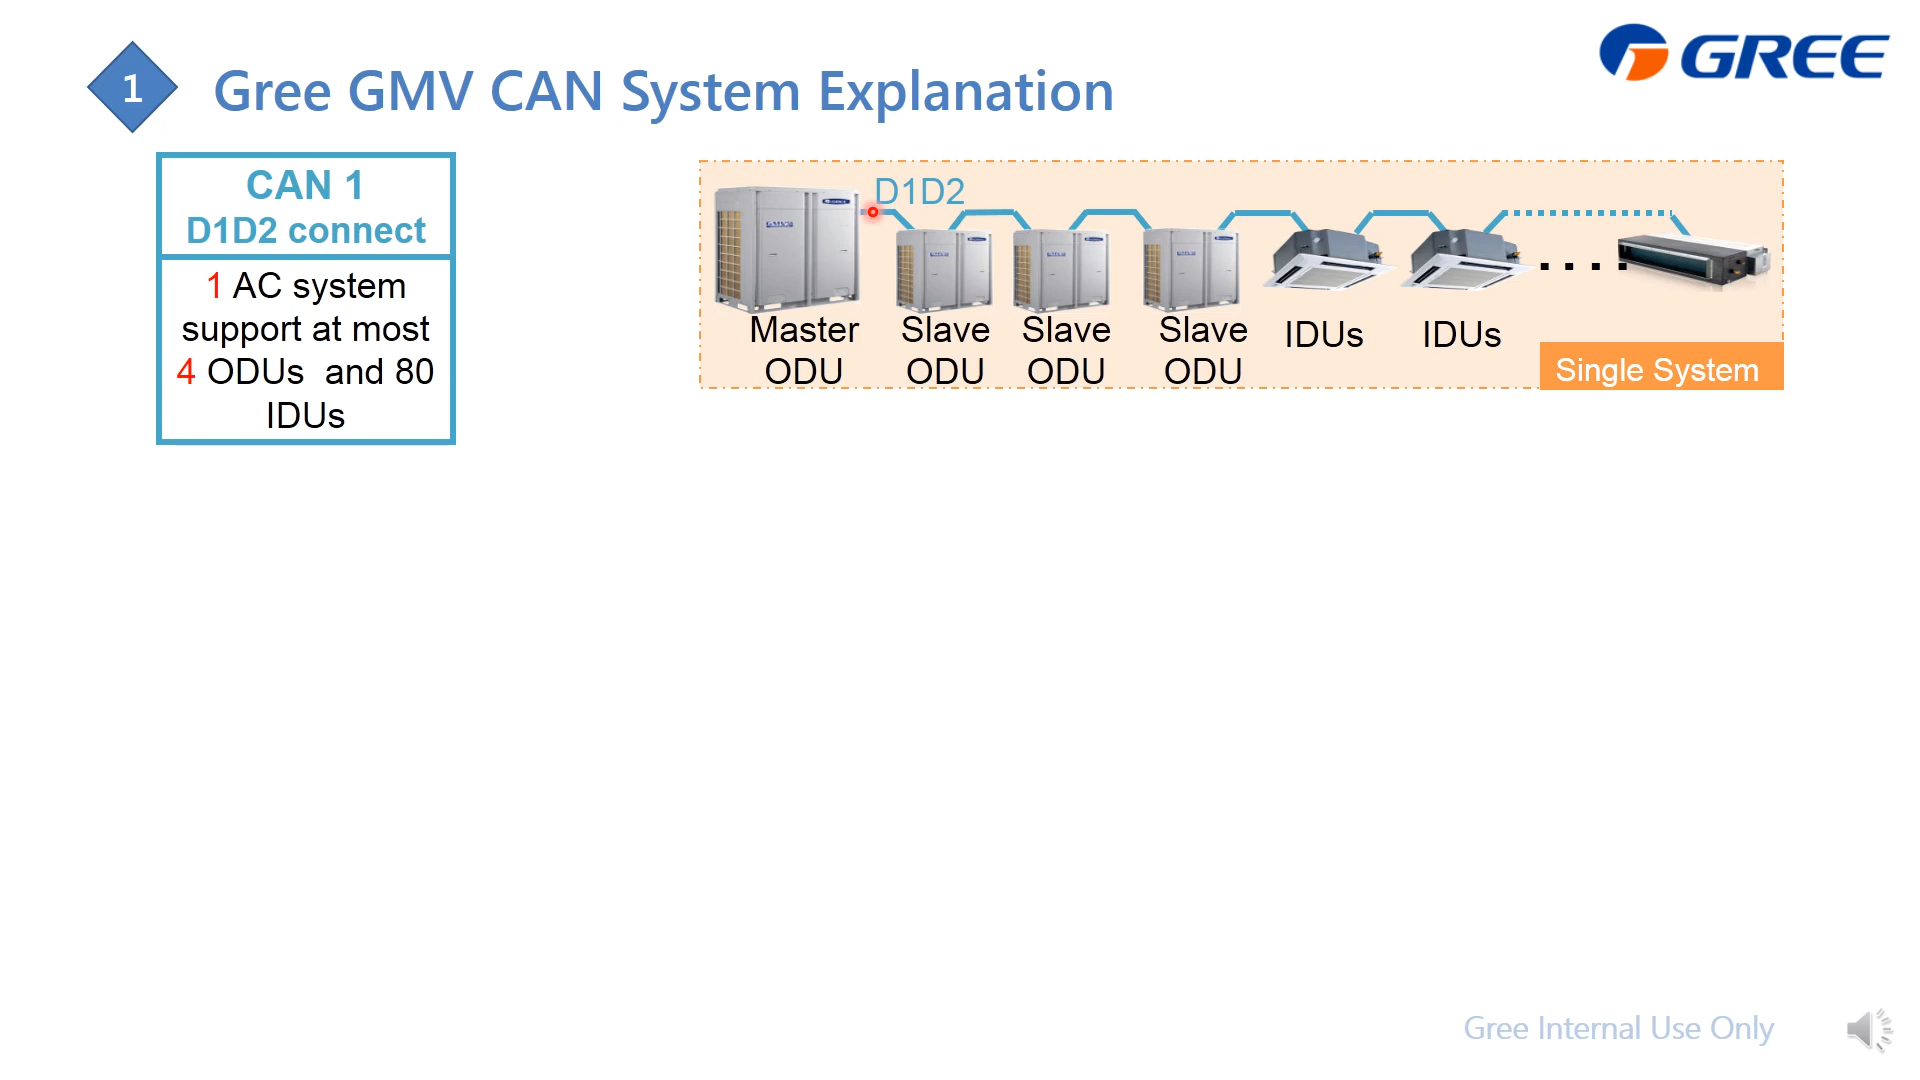 1
Gree GMV CAN System Explanation
GREE
CAN 1
D1D2 connect
1 AC system
support at most
4 ODUs and 80
IDUs
D1D2
Master
ODU
Slave
ODU
Slave
ODU
Slave
ODU
IDUs
IDUs
....
Single System
Gree Internal Use Only